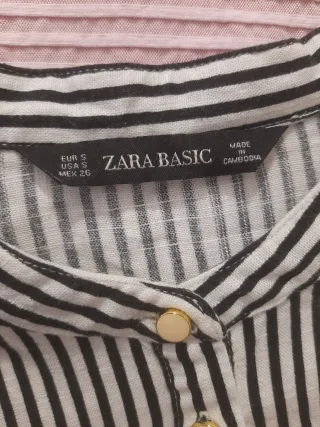 EUR S
USA S
MEX 26
ZARA BASIC
MADE
IN
CAMBODIA